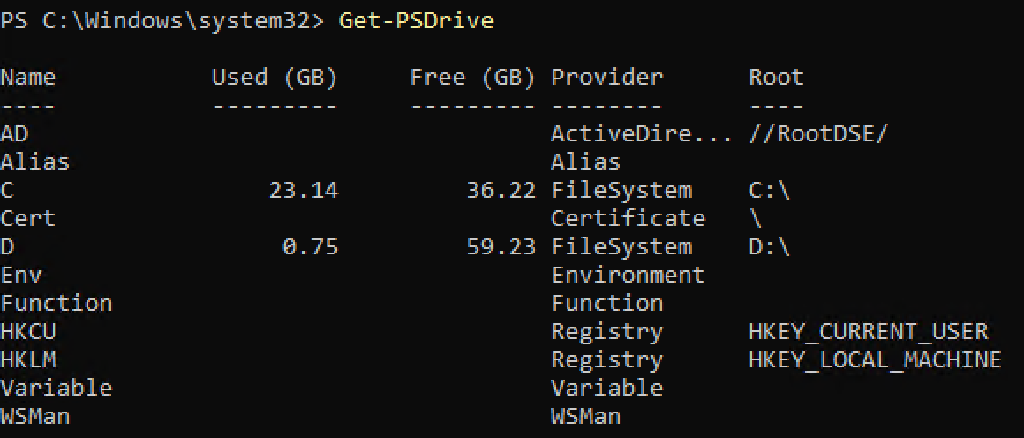 PS C:\Windows\system32> Get-PSDrive
Name Used (GB) Free (GB) Provider Root
---- --------- --------- -------- ----
AD ActiveDire... //RootDSE/
Alias Alias
C 23.14 36.22 FileSystem C:\
Cert Certificate \
D 0.75 59.23 FileSystem D:\
Env Environment
Function Function
HKCU Registry HKEY_CURRENT_USER
HKLM Registry HKEY_LOCAL_MACHINE
Variable Variable
WSMan WSMan